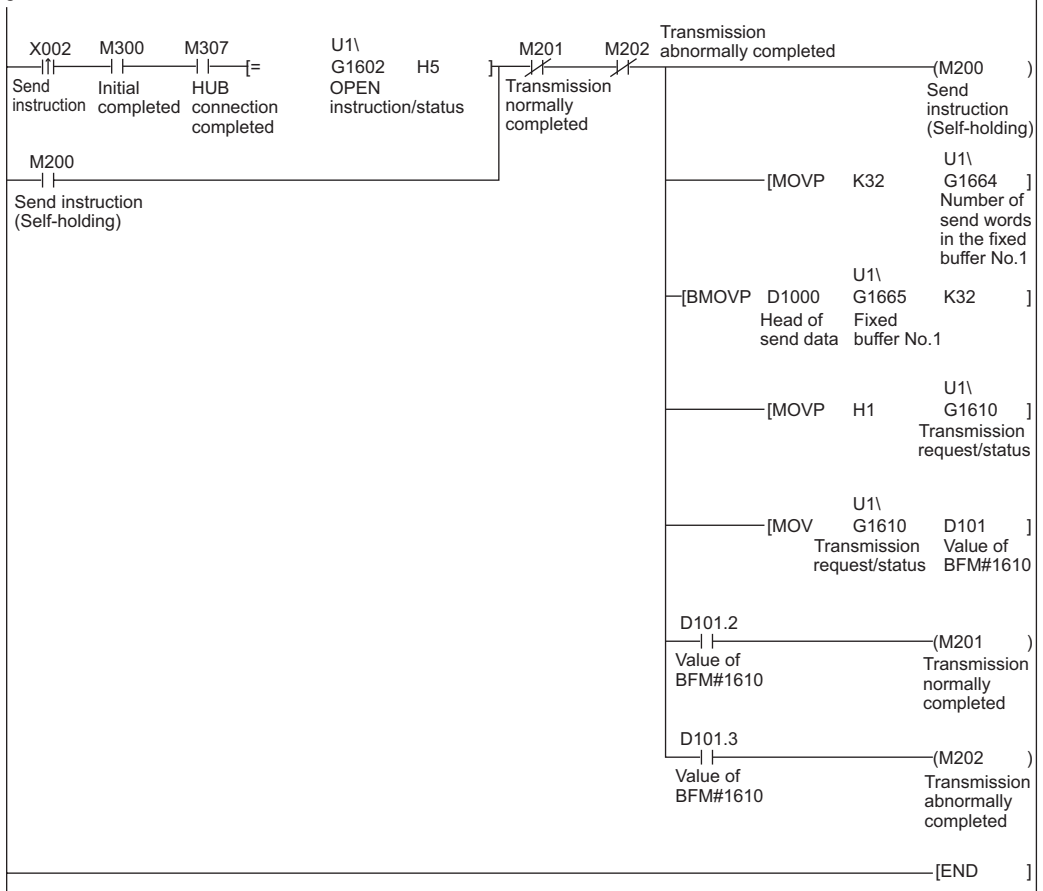 Transmission
X002 M300 M307 [= U1\ M201 M202 abnormally completed
G1602 H5 ] (M200 )
Send instruction Initial completed HUB connection completed OPEN instruction/status Transmission normally completed Send instruction (Self-holding)
M200
Send instruction
(Self-holding)
U1\
[MOVP K32 G1664 ]
Number of
send words
in the fixed
buffer No.1
U1\
[BMOVP D1000 G1665 K32 ]
Head of Fixed
send data buffer No.1
U1\
[MOVP H1 G1610 ]
Transmission
request/status
U1\
[MOV G1610 D101 ]
Transmission Value of
request/status BFM#1610
D101.2
(M201 )
Value of Transmission
BFM#1610 normally
completed
D101.3
(M202 )
Value of Transmission
BFM#1610 abnormally
completed
[END ]